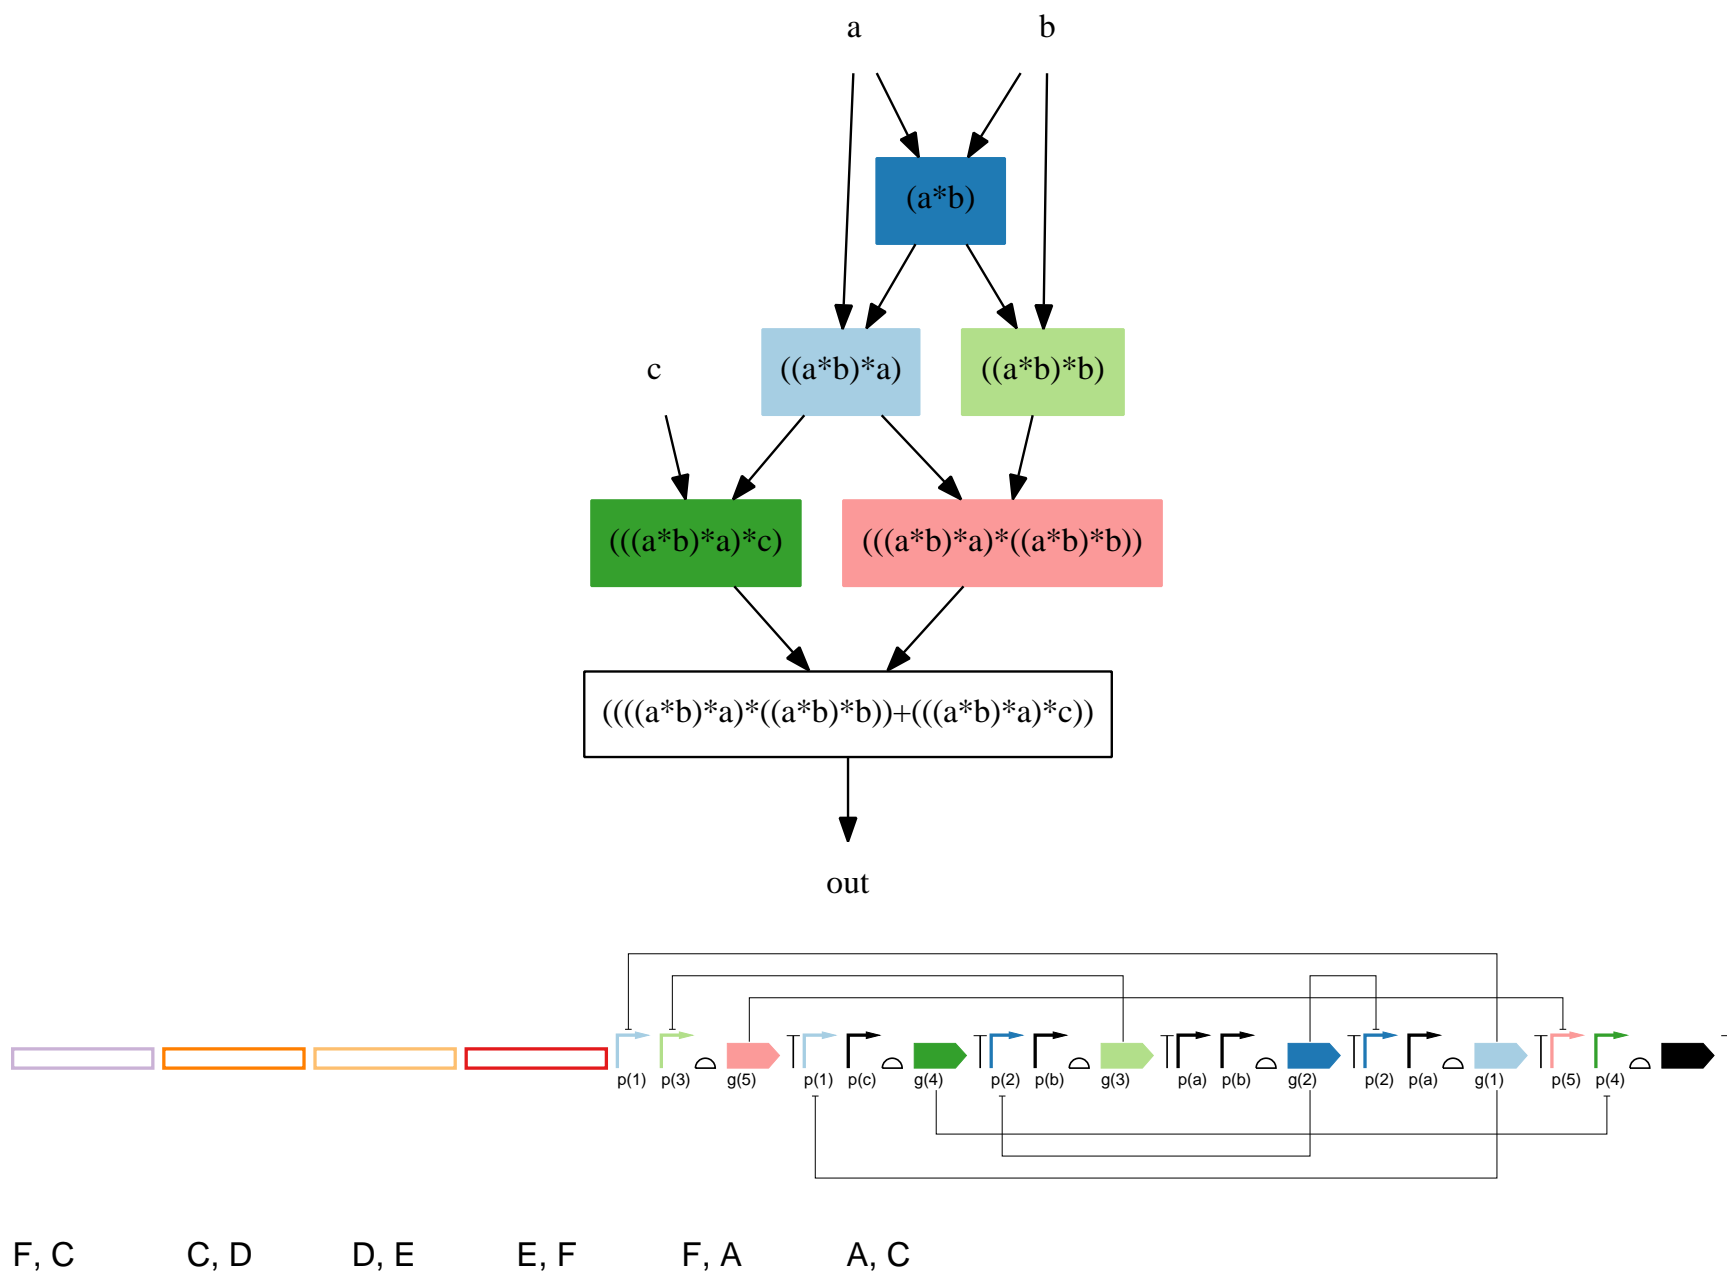 a b
(a*b)
c ((a*b)*a) ((a*b)*b)
(((a*b)*a)*c) (((a*b)*a)*((a*b)*b))
((((a*b)*a)*((a*b)*b))+(((a*b)*a)*c))
out
p(1) p(3) g(5) p(1) p(c) g(4) p(2) p(b) g(3) p(a) p(b) g(2) p(2) p(a) g(1) p(5) p(4)
F, C C, D D, E E, F F, A A, C